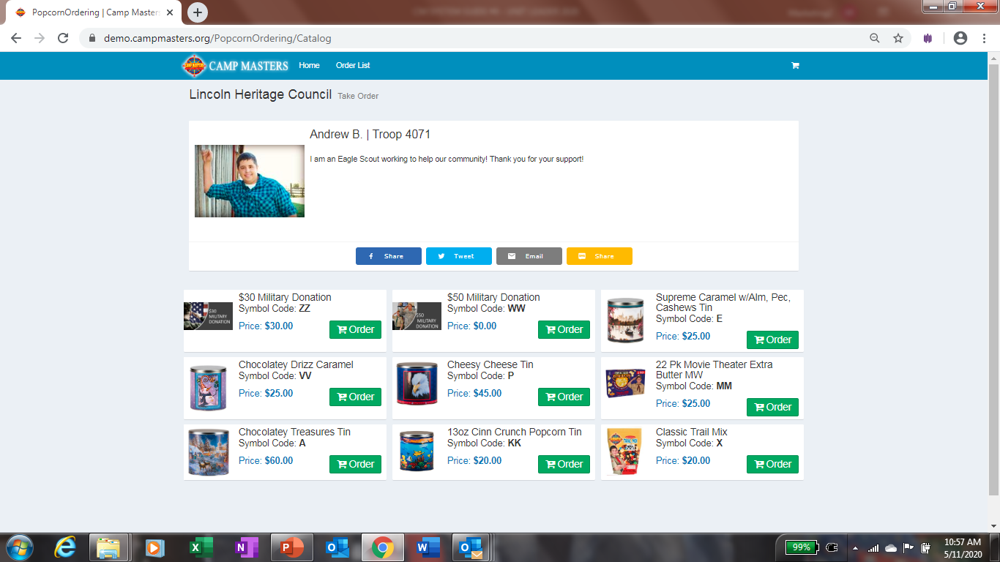 PopcornOrdering | Camp Masters
demo.campmasters.org/PopcornOrdering/Catalog
CAMP MASTERS
Home
Order List
Lincoln Heritage Council Take Order
Andrew B. | Troop 4071
I am an Eagle Scout working to help our community! Thank you for your support!
Share
Tweet
Email
Share
$30 MILITARY DONATION
$30 Military Donation
Symbol Code: ZZ
Price: $30.00
Order
$50 MILITARY DONATION
$50 Military Donation
Symbol Code: WW
Price: $0.00
Order
Supreme Caramel w/Alm, Pec,
Cashews Tin
Symbol Code: E
Price: $25.00
Order
Chocolatey Drizz Caramel
Symbol Code: VV
Price: $25.00
Order
Cheesy Cheese Tin
Symbol Code: P
Price: $45.00
Order
22 Pk Movie Theater Extra
Butter MW
Symbol Code: MM
Price: $25.00
Order
Chocolatey Treasures Tin
Symbol Code: A
Price: $60.00
Order
13oz Cinn Crunch Popcorn Tin
Symbol Code: KK
Price: $20.00
Order
TRAIL MIX
Classic Trail Mix
Symbol Code: X
Price: $20.00
Order
99%
10:57 AM
5/11/2020